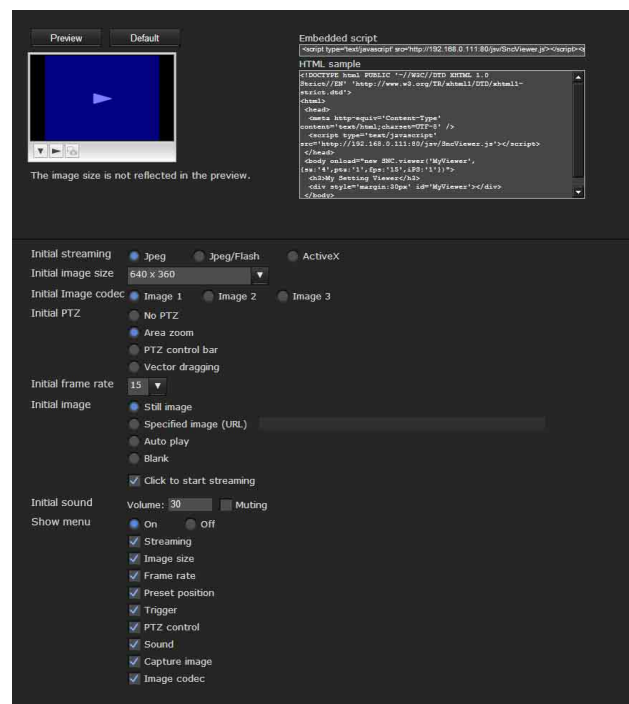 Preview Default
The image size is not reflected in the preview.
Embedded script
<script type='text/javascript' src='http://192.168.0.111:80/jsv/SncViewer.js'></script><
HTML sample
<!DOCTYPE html PUBLIC '-//W3C//DTD XHTML 1.0
Strict//EN' 'http://www.w3.org/TR/xhtml1/DTD/xhtml1-
strict.dtd'>
<html>
<head>
<meta http-equiv='Content-Type'
content='text/html;charset=UTF-8' />
<script type='text/javascript'
src='http://192.168.0.111:80/jsv/SncViewer.js'></script>
</head>
<body onload="new SNC.viewer('MyViewer',
<h3>My Setting Viewer</h3>
<div style='margin:30px' id='MyViewer'></div>
</body>
Initial streaming Jpeg Jpeg/Flash ActiveX
Initial image size 640 x 360
Initial Image codec Image 1 Image 2 Image 3
Initial PTZ No PTZ
Area zoom
PTZ control bar
Vector dragging
Initial frame rate 15
Initial image Still image
Specified image (URL)
Auto play
Blank
Click to start streaming
Initial sound Volume: 30 Muting
Show menu On Off
Streaming
Image size
Frame rate
Preset position
Trigger
PTZ control
Sound
Capture image
Image codec